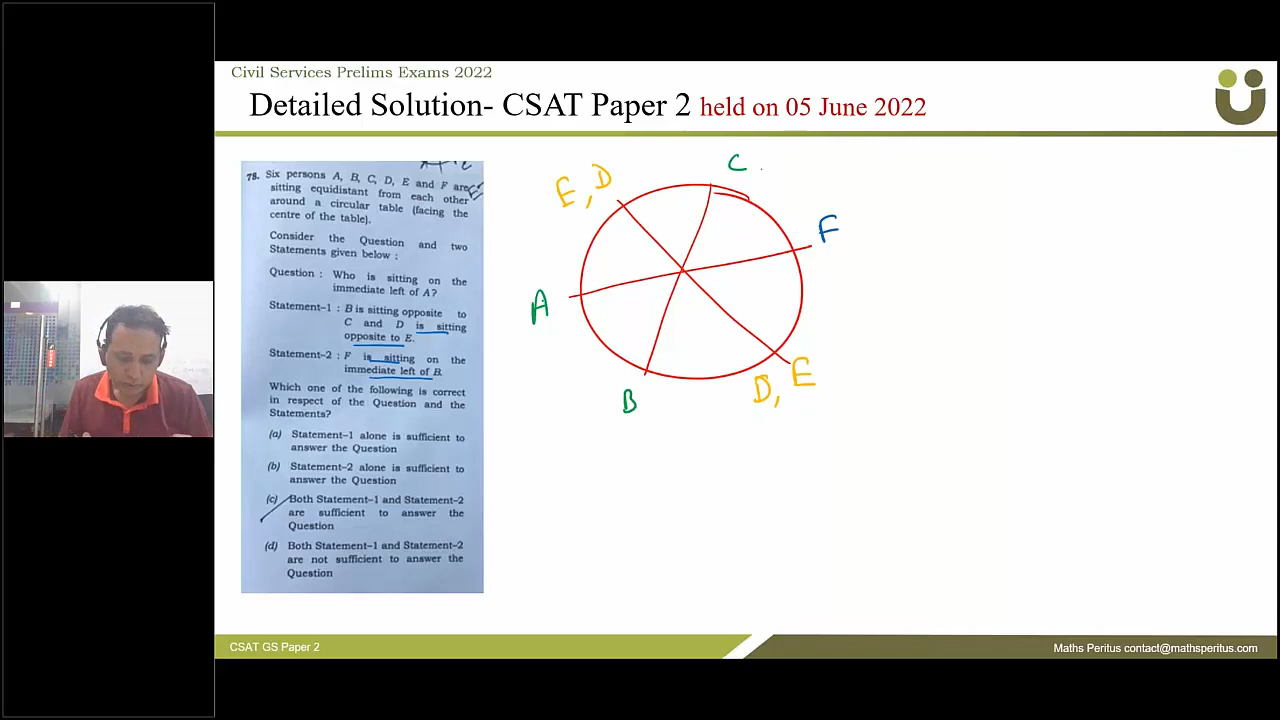 Civil Services Prelims Exams 2022
Detailed Solution- CSAT Paper 2 held on 05 June 2022
78. Six persons A, B, C, D, E and F are
sitting equidistant from each other
around a circular table (facing the
centre of the table).
Consider the Question and two
Statements given below :
Question : Who is sitting on the
immediate left of A?
Statement–1 : B is sitting opposite to
C and D is sitting
opposite to E.
Statement–2 : F is sitting on the
immediate left of B.
Which one of the following is correct
in respect of the Question and the
Statements?
(a) Statement–1 alone is sufficient to
answer the Question
(b) Statement–2 alone is sufficient to
answer the Question
(c) Both Statement–1 and Statement–2
are sufficient to answer the
Question
(d) Both Statement–1 and Statement–2
are not sufficient to answer the
Question
C
E, D
F
A
B
D, E
CSAT GS Paper 2
Maths Peritus contact@mathsperitus.com